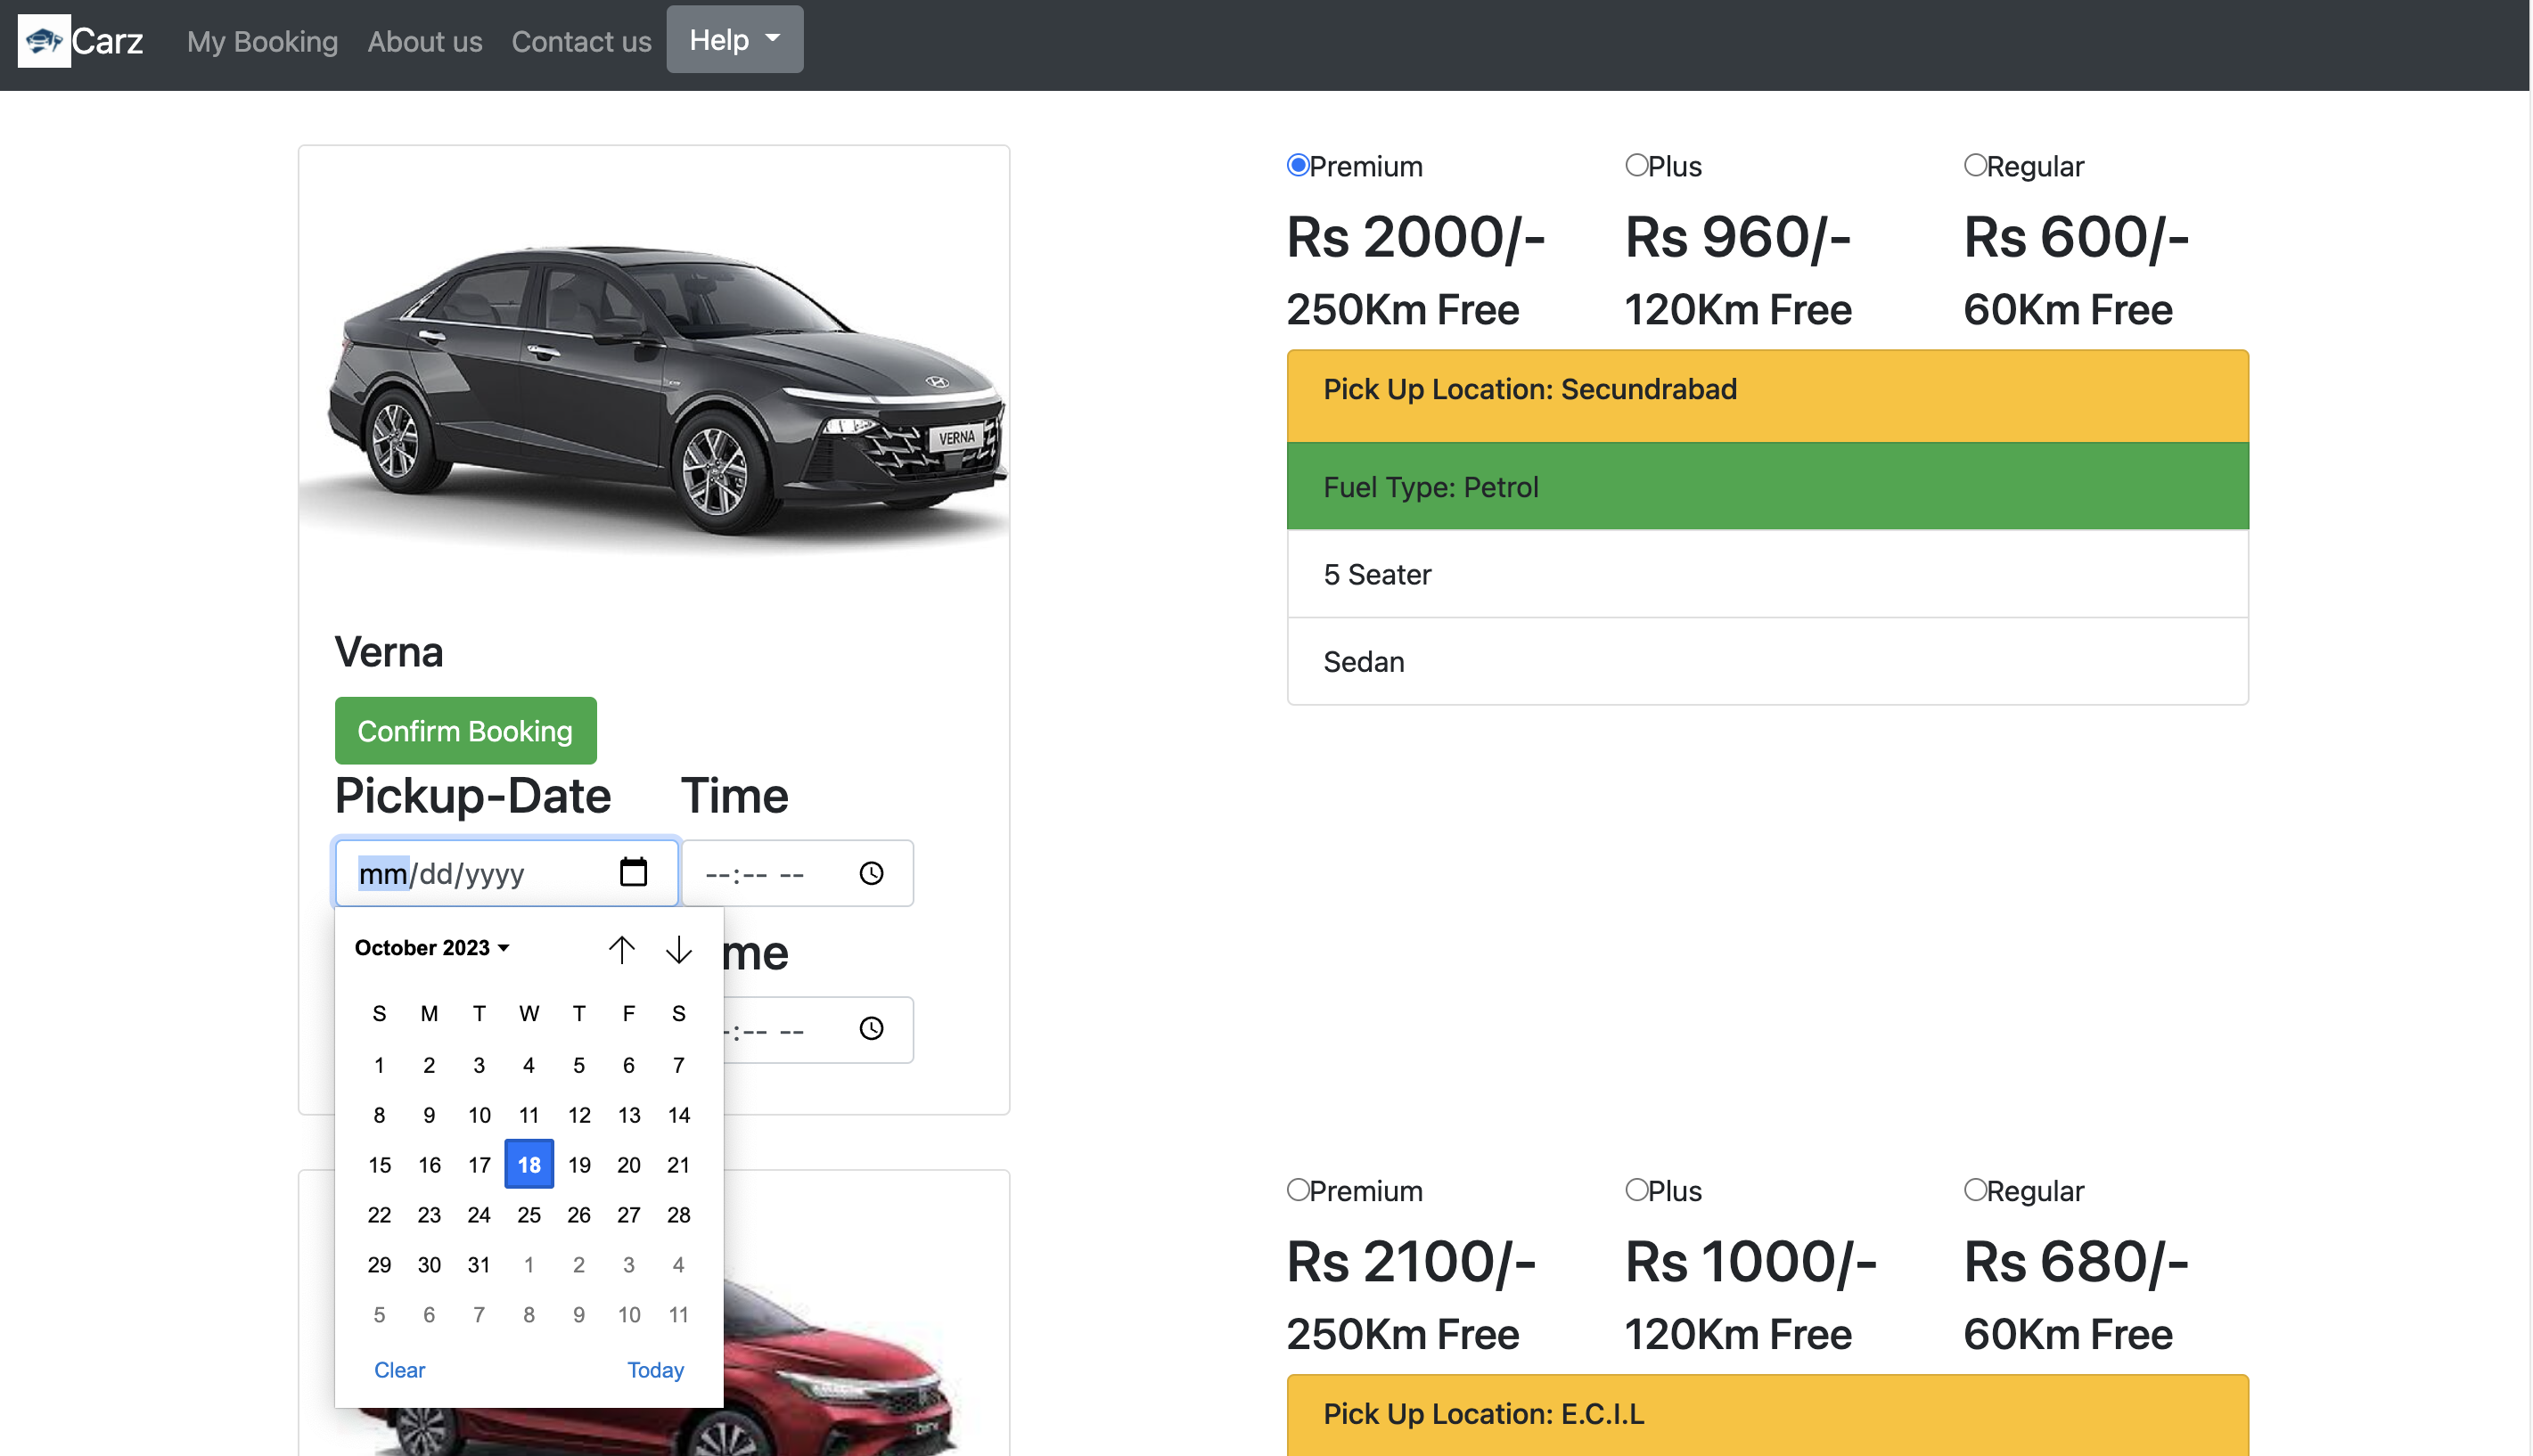 Carz My Booking About us Contact us Help
Premium Plus Regular
Rs 2000/- Rs 960/- Rs 600/-
250Km Free 120Km Free 60Km Free
Pick Up Location: Secundrabad
Fuel Type: Petrol
5 Seater
Sedan
VERNA
Verna
Confirm Booking
Pickup-Date Time
mm/dd/yyyy --:-- --
October 2023
me
-:-- --
S M T W T F S
1 2 3 4 5 6 7
8 9 10 11 12 13 14
15 16 17 18 19 20 21
22 23 24 25 26 27 28
29 30 31 1 2 3 4
5 6 7 8 9 10 11
Clear Today
Premium Plus Regular
Rs 2100/- Rs 1000/- Rs 680/-
250Km Free 120Km Free 60Km Free
Pick Up Location: E.C.I.L